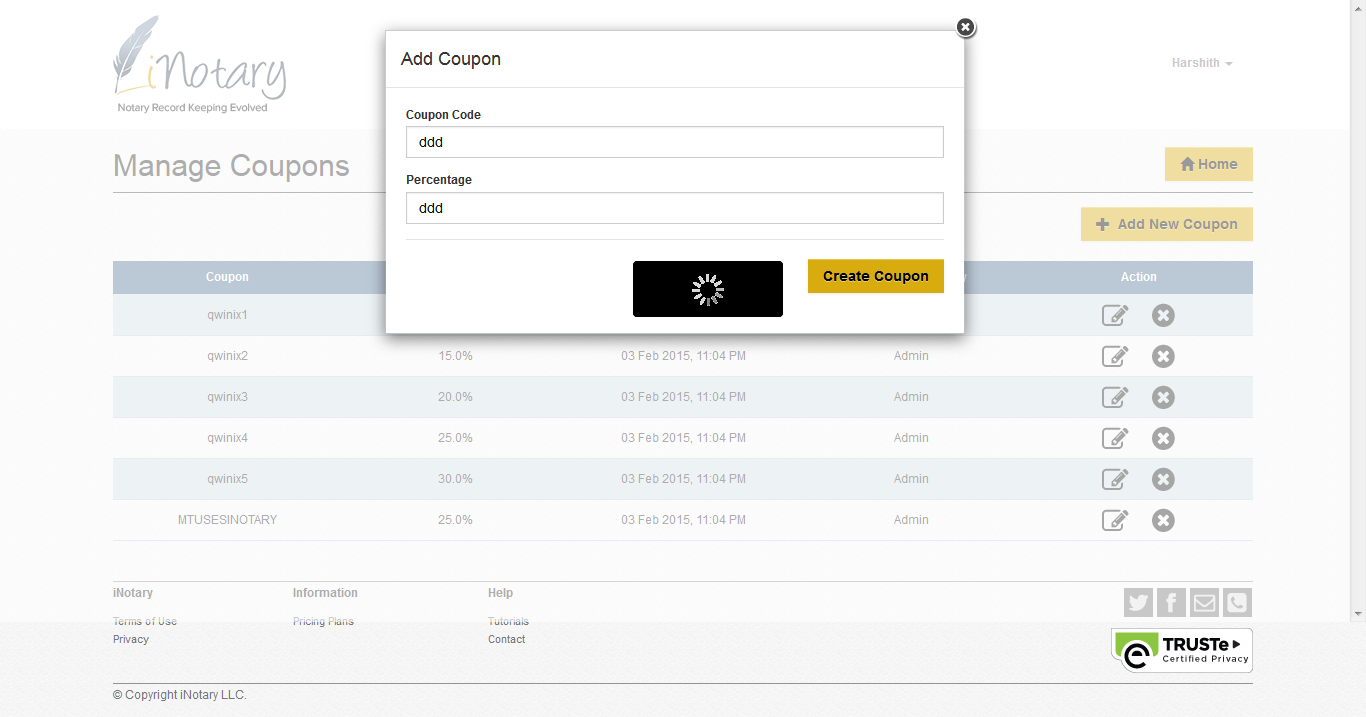 iNotary
Notary Record Keeping Evolved
Harshith
Add Coupon
Coupon Code
ddd
Percentage
ddd
Create Coupon
Manage Coupons
Home
Add New Coupon
Coupon Action
qwinix1
qwinix2 15.0% 03 Feb 2015, 11:04 PM Admin
qwinix3 20.0% 03 Feb 2015, 11:04 PM Admin
qwinix4 25.0% 03 Feb 2015, 11:04 PM Admin
qwinix5 30.0% 03 Feb 2015, 11:04 PM Admin
MTUSESINOTARY 25.0% 03 Feb 2015, 11:04 PM Admin
iNotary Information Help
Terms of Use Pricing Plans Tutorials
Privacy Contact
TRUSTe
Certified Privacy
© Copyright iNotary LLC.